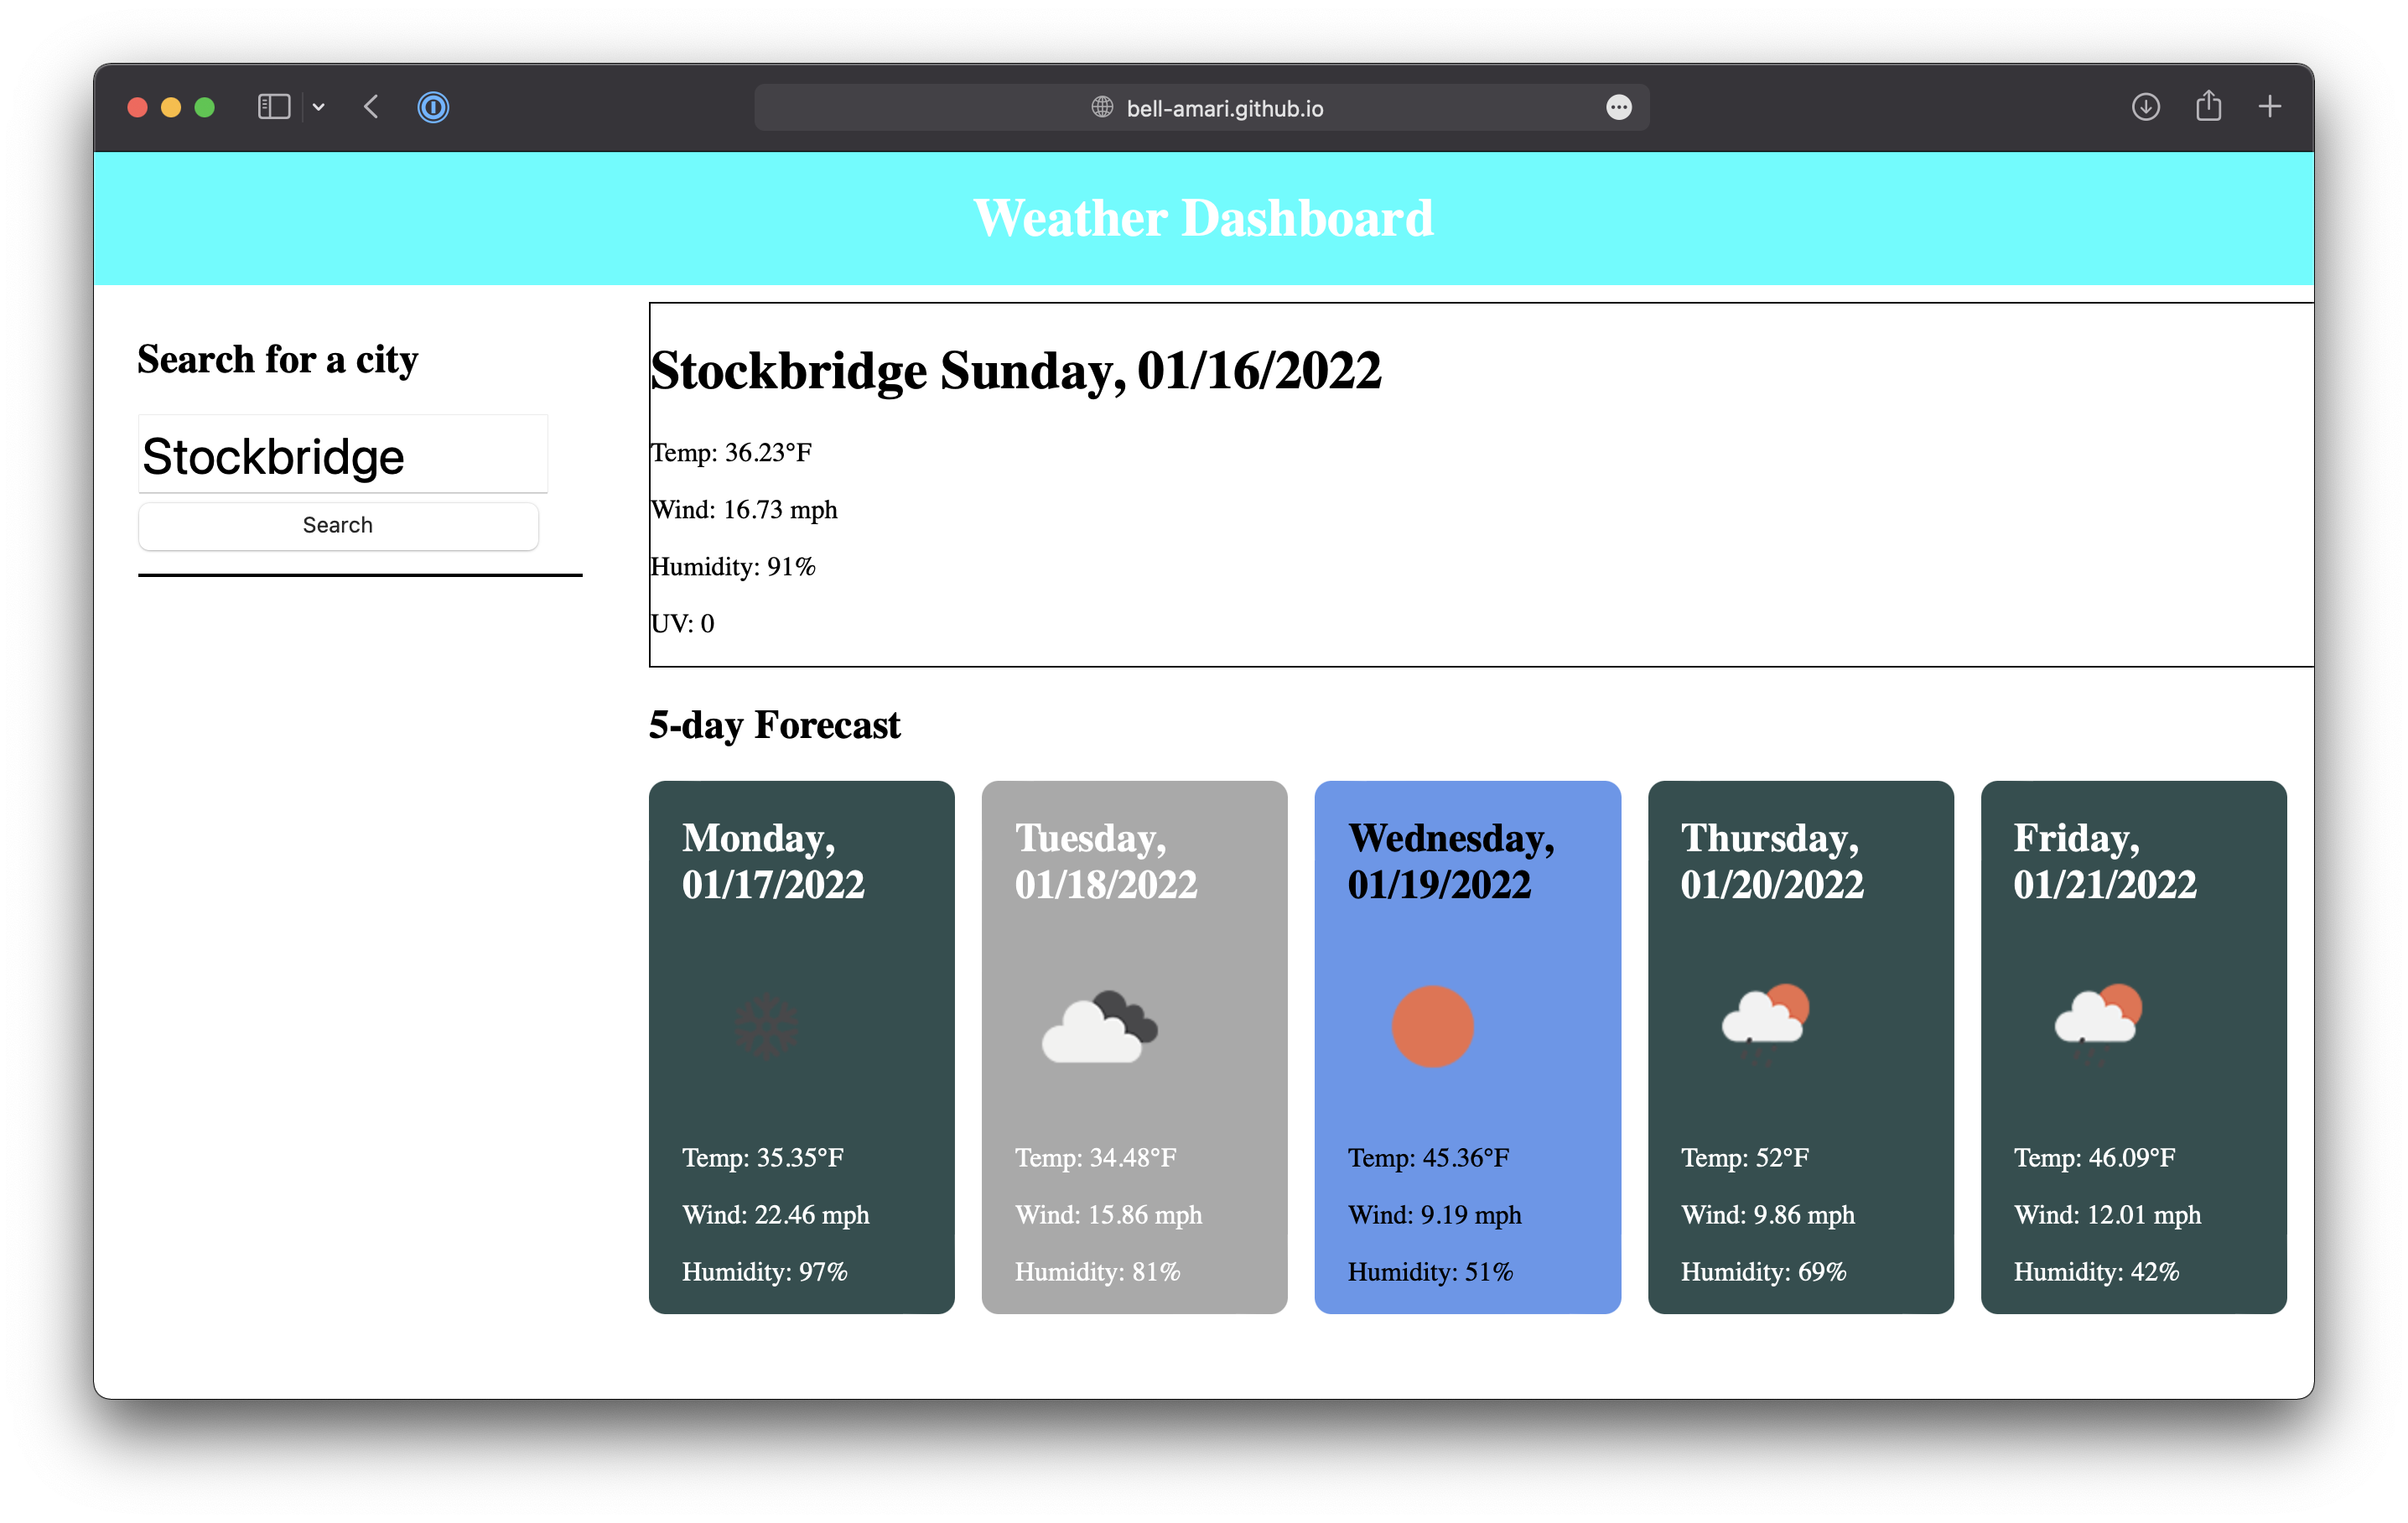 bell-amari.github.io
Weather Dashboard
Search for a city
Stockbridge
Search
Stockbridge Sunday, 01/16/2022
Temp: 36.23°F
Wind: 16.73 mph
Humidity: 91%
UV: 0
5-day Forecast
Monday,
01/17/2022
Temp: 35.35°F
Wind: 22.46 mph
Humidity: 97%
Tuesday,
01/18/2022
Temp: 34.48°F
Wind: 15.86 mph
Humidity: 81%
Wednesday,
01/19/2022
Temp: 45.36°F
Wind: 9.19 mph
Humidity: 51%
Thursday,
01/20/2022
Temp: 52°F
Wind: 9.86 mph
Humidity: 69%
Friday,
01/21/2022
Temp: 46.09°F
Wind: 12.01 mph
Humidity: 42%